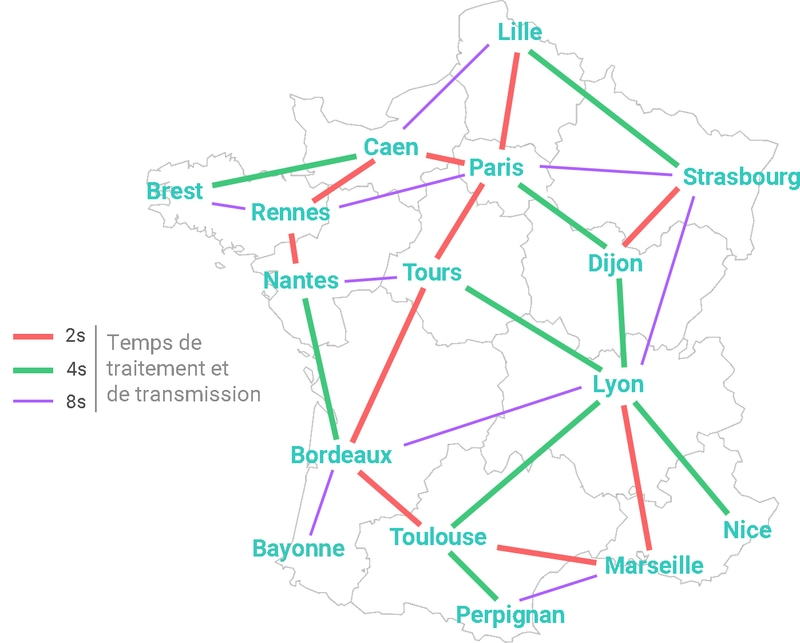 Lille
Caen
Paris
Strasbourg
Brest
Rennes
Dijon
Nantes
Tours
2s
4s
8s
Temps de
traitement et
de transmission
Lyon
Bordeaux
Nice
Toulouse
Bayonne
Marseille
Perpignan